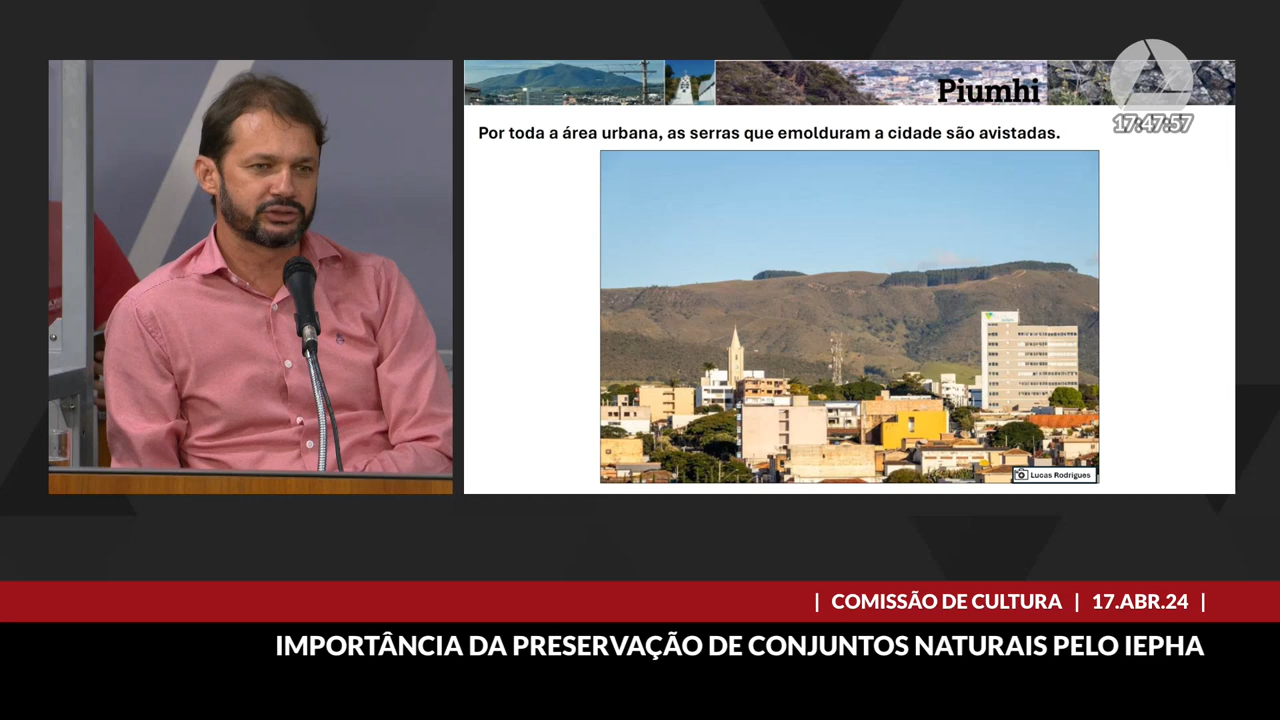 Piumhi
17:47:57
Por toda a área urbana, as serras que emolduram a cidade são avistadas.
Lucas Rodrigues
| COMISSÃO DE CULTURA | 17.ABR.24 |
IMPORTÂNCIA DA PRESERVAÇÃO DE CONJUNTOS NATURAIS PELO IEPHA